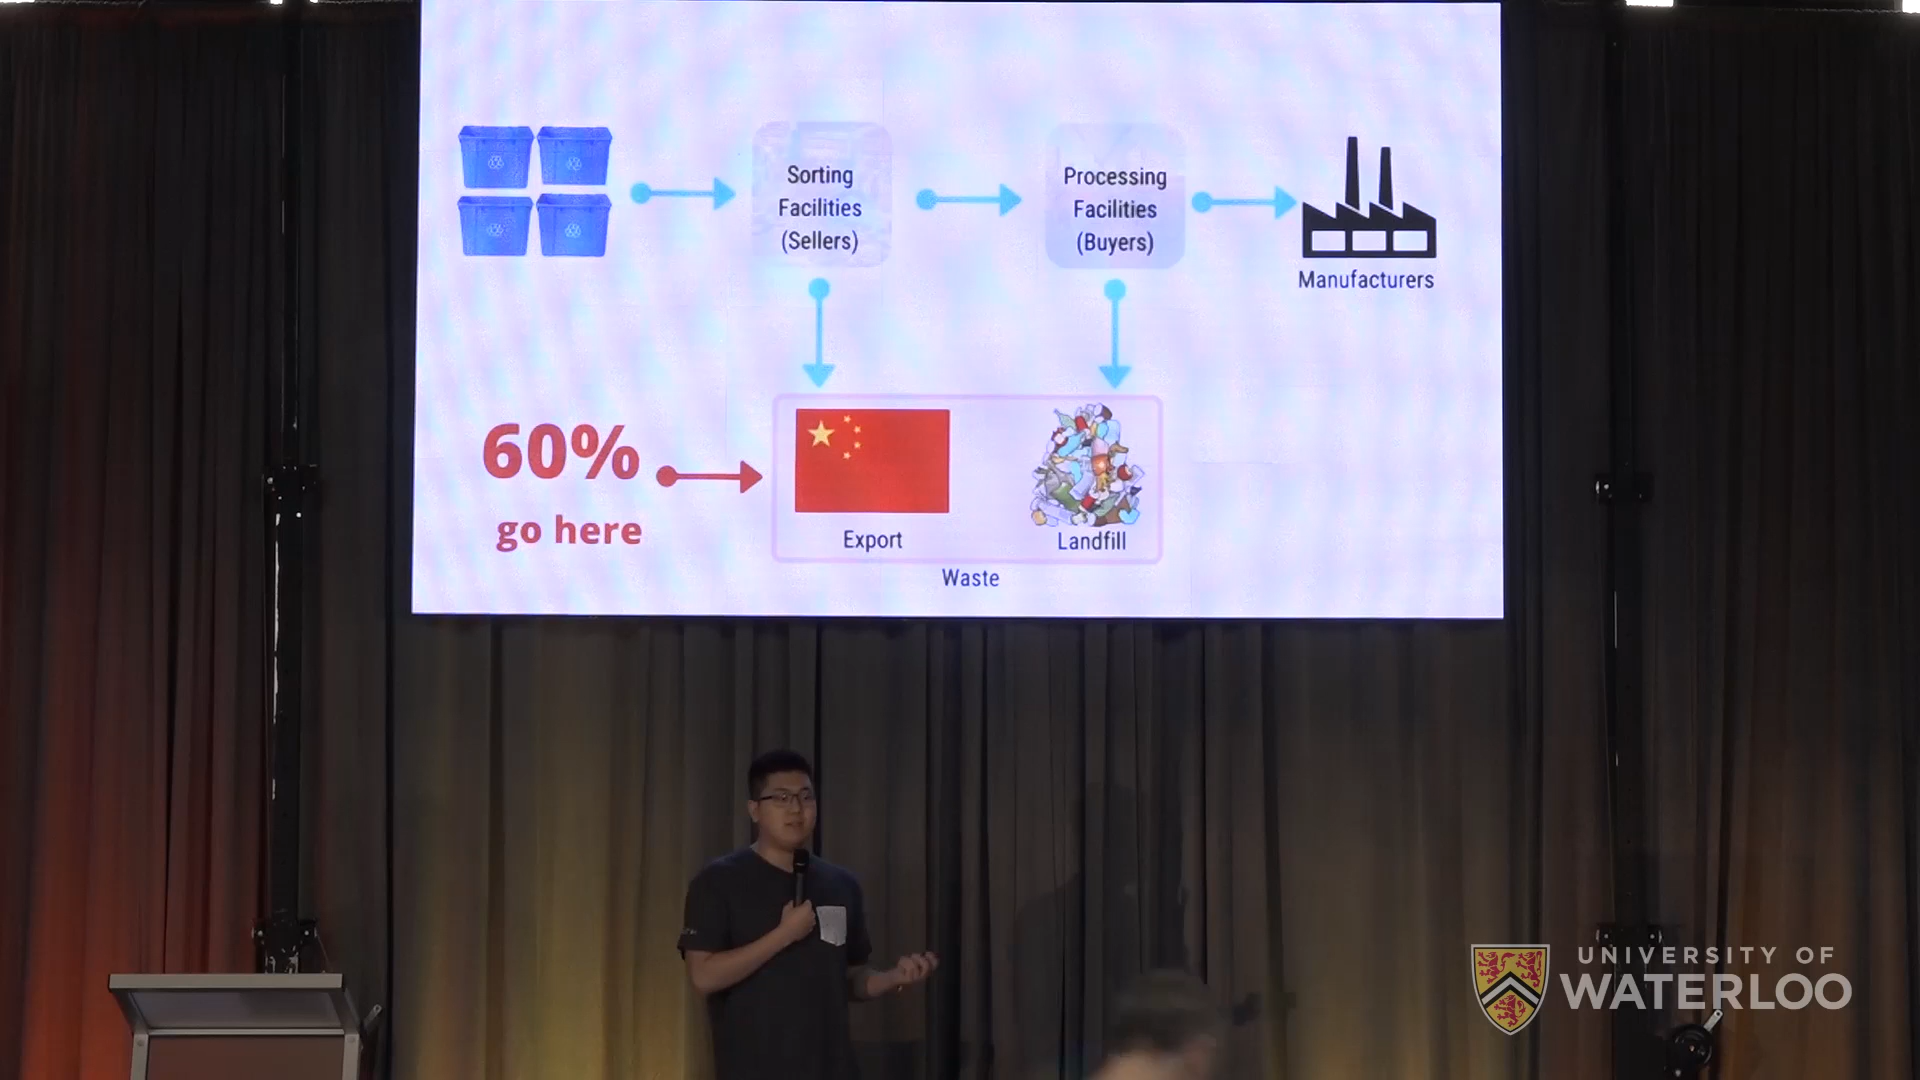 Sorting
Facilities
(Sellers)
Processing
Facilities
(Buyers)
Manufacturers
60%
go here
Export
Landfill
Waste
UNIVERSITY OF
WATERLOO